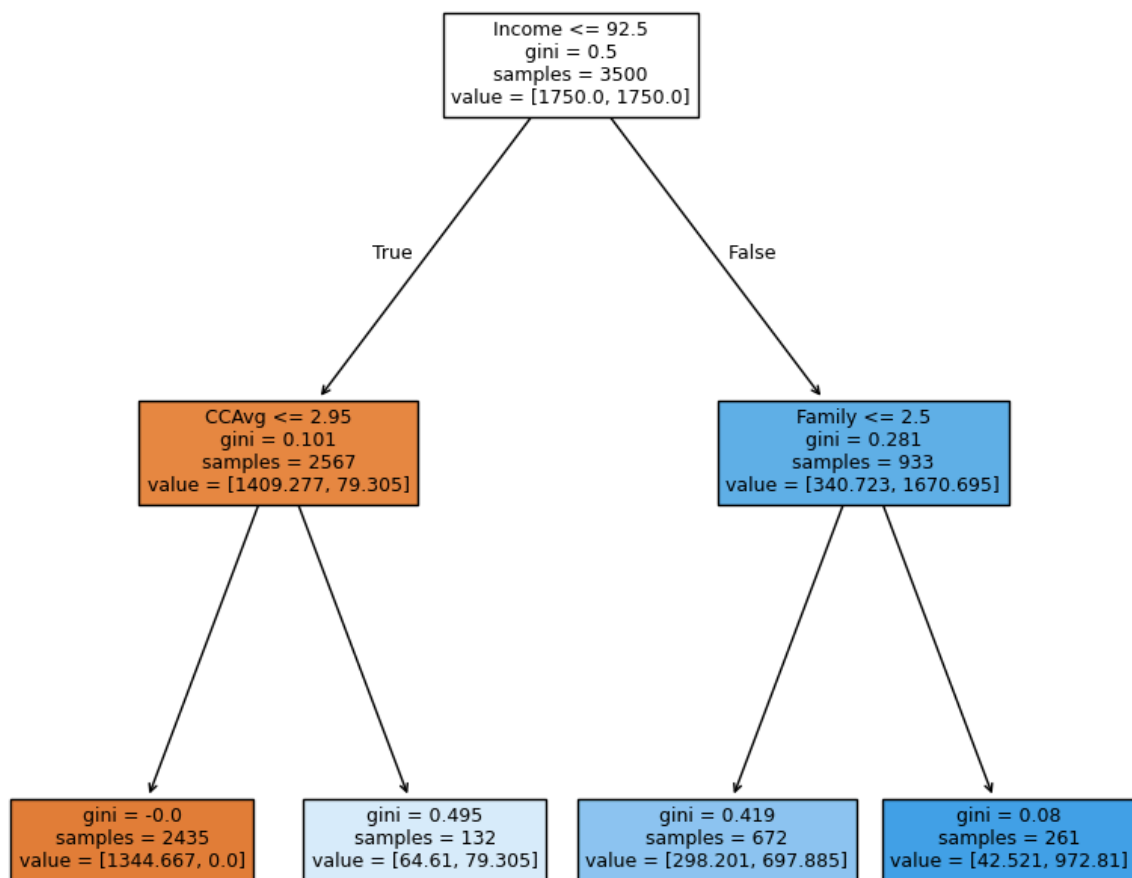 Income <= 92.5
gini = 0.5
samples = 3500
value = [1750.0, 1750.0]
True
False
CCAvg <= 2.95
gini = 0.101
samples = 2567
value = [1409.277, 79.305]
Family <= 2.5
gini = 0.281
samples = 933
value = [340.723, 1670.695]
gini = -0.0
samples = 2435
value = [1344.667, 0.0]
gini = 0.495
samples = 132
value = [64.61, 79.305]
gini = 0.419
samples = 672
value = [298.201, 697.885]
gini = 0.08
samples = 261
value = [42.521, 972.81]